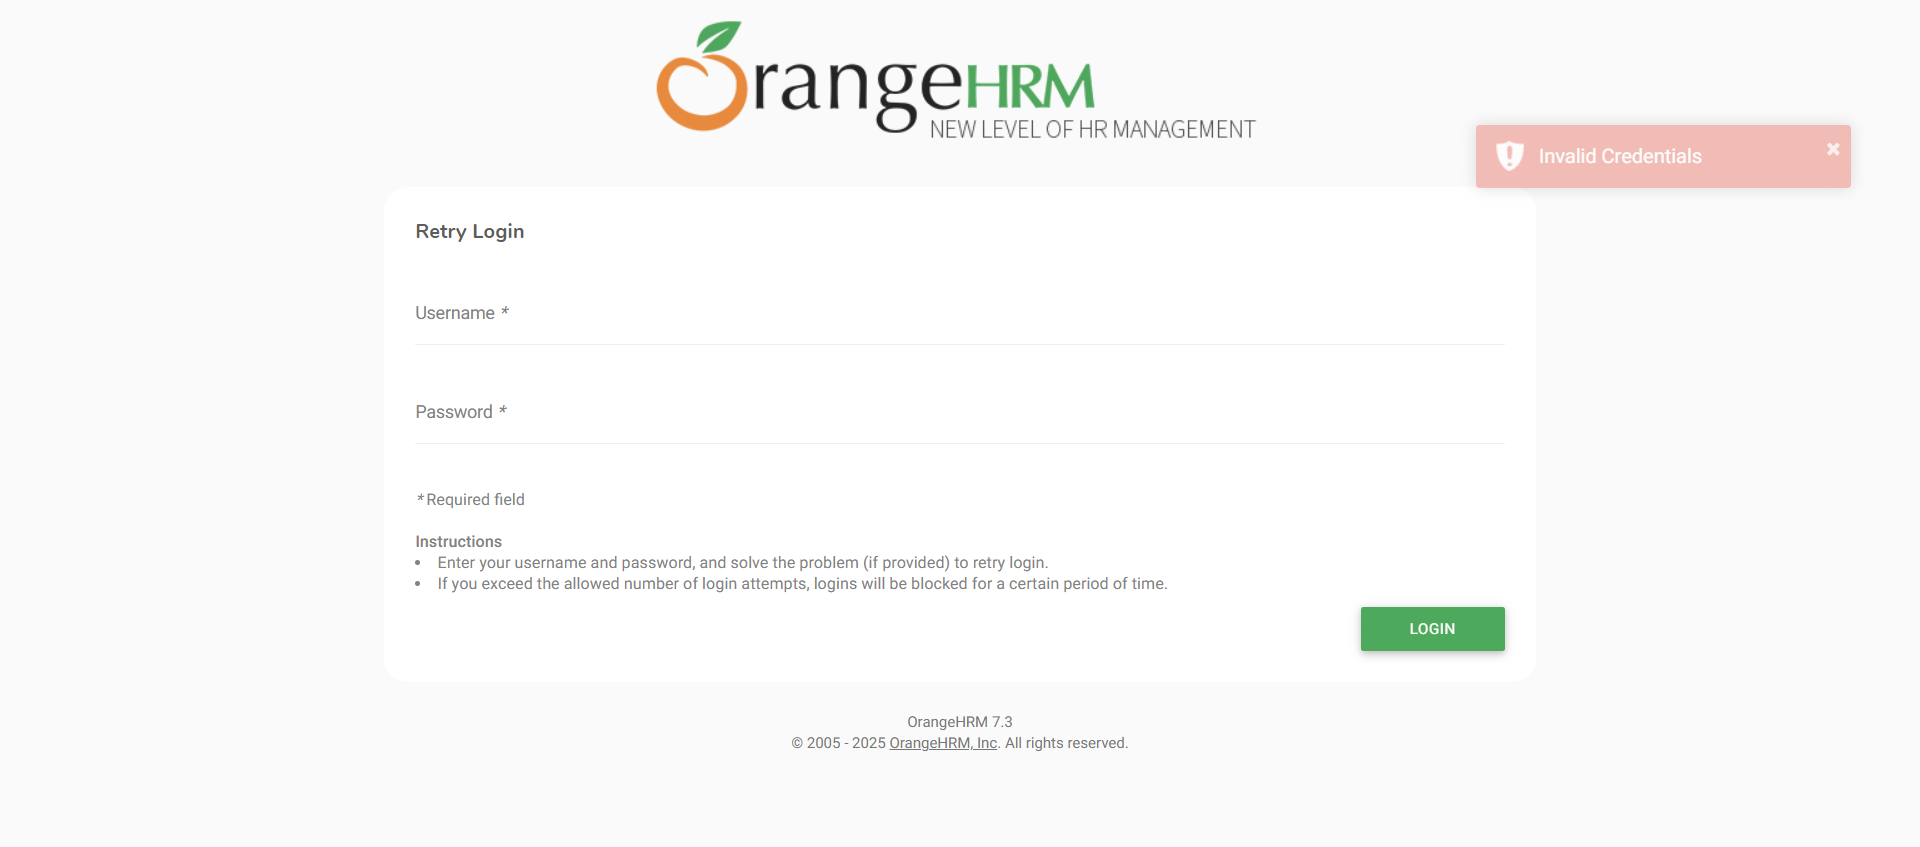 OrangeHRM
NEW LEVEL OF HR MANAGEMENT
Invalid Credentials
Retry Login
Username *
Password *
* Required field
Instructions
• Enter your username and password, and solve the problem (if provided) to retry login.
• If you exceed the allowed number of login attempts, logins will be blocked for a certain period of time.
LOGIN
OrangeHRM 7.3
© 2005 - 2025 OrangeHRM, Inc. All rights reserved.